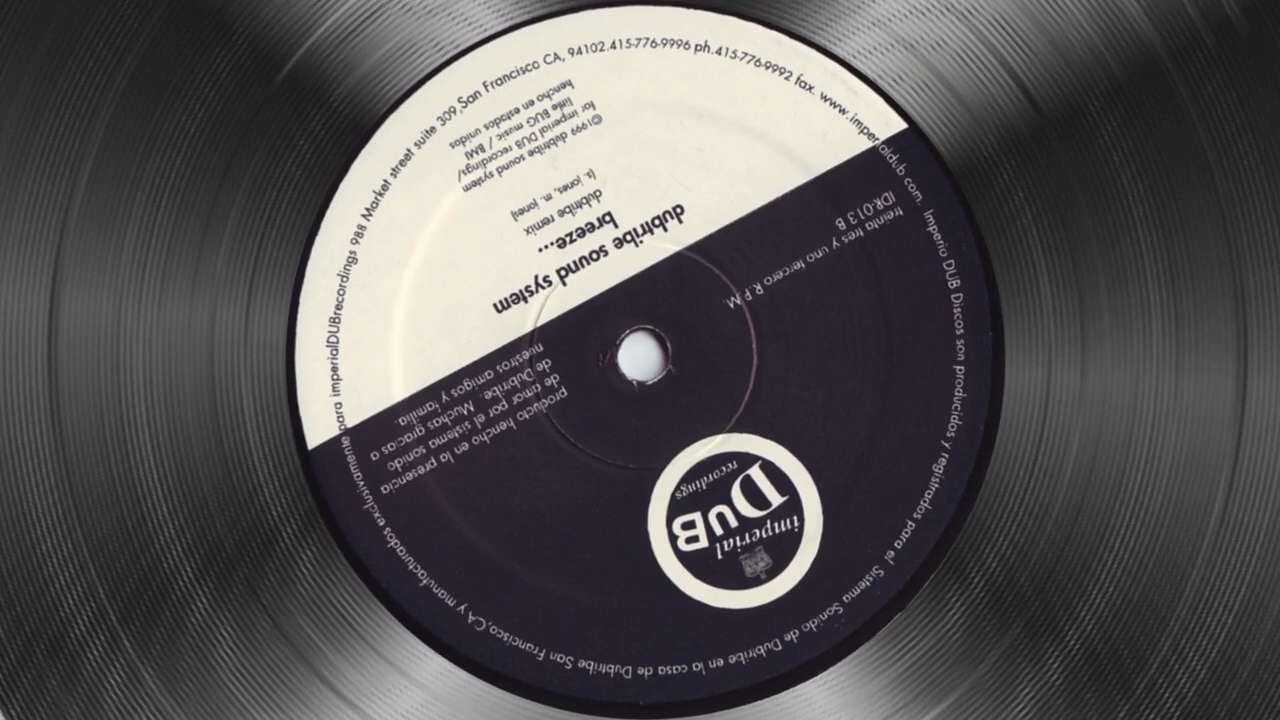 imperial
DUB
recordings
IDR-013 B
treinta tres y uno tercero R.P.M.
producto hencho en la presencia
de amor por el sistema sonido
de Dubtribe. Muchas gracias a
nuestros amigos y familia.
dubtribe sound system
breeze...
dubtribe remix
(s. jones, m. jones)
©1999 dubtribe sound system
for imperial DUB recordings/
little BUG music / BMI
hencho en estados unidos
Imperio DUB Discos son producidos y registrados para el Sistema Sonido de Dubtribe en la casa de Dubtribe San Francisco,CA y manufacturados exclusivamente para imperialDUBrecordings 988 Market street suite 309,San Francisco CA, 94102.415-776-9996 ph.415-776-9992 fax. www.imperialdub com.